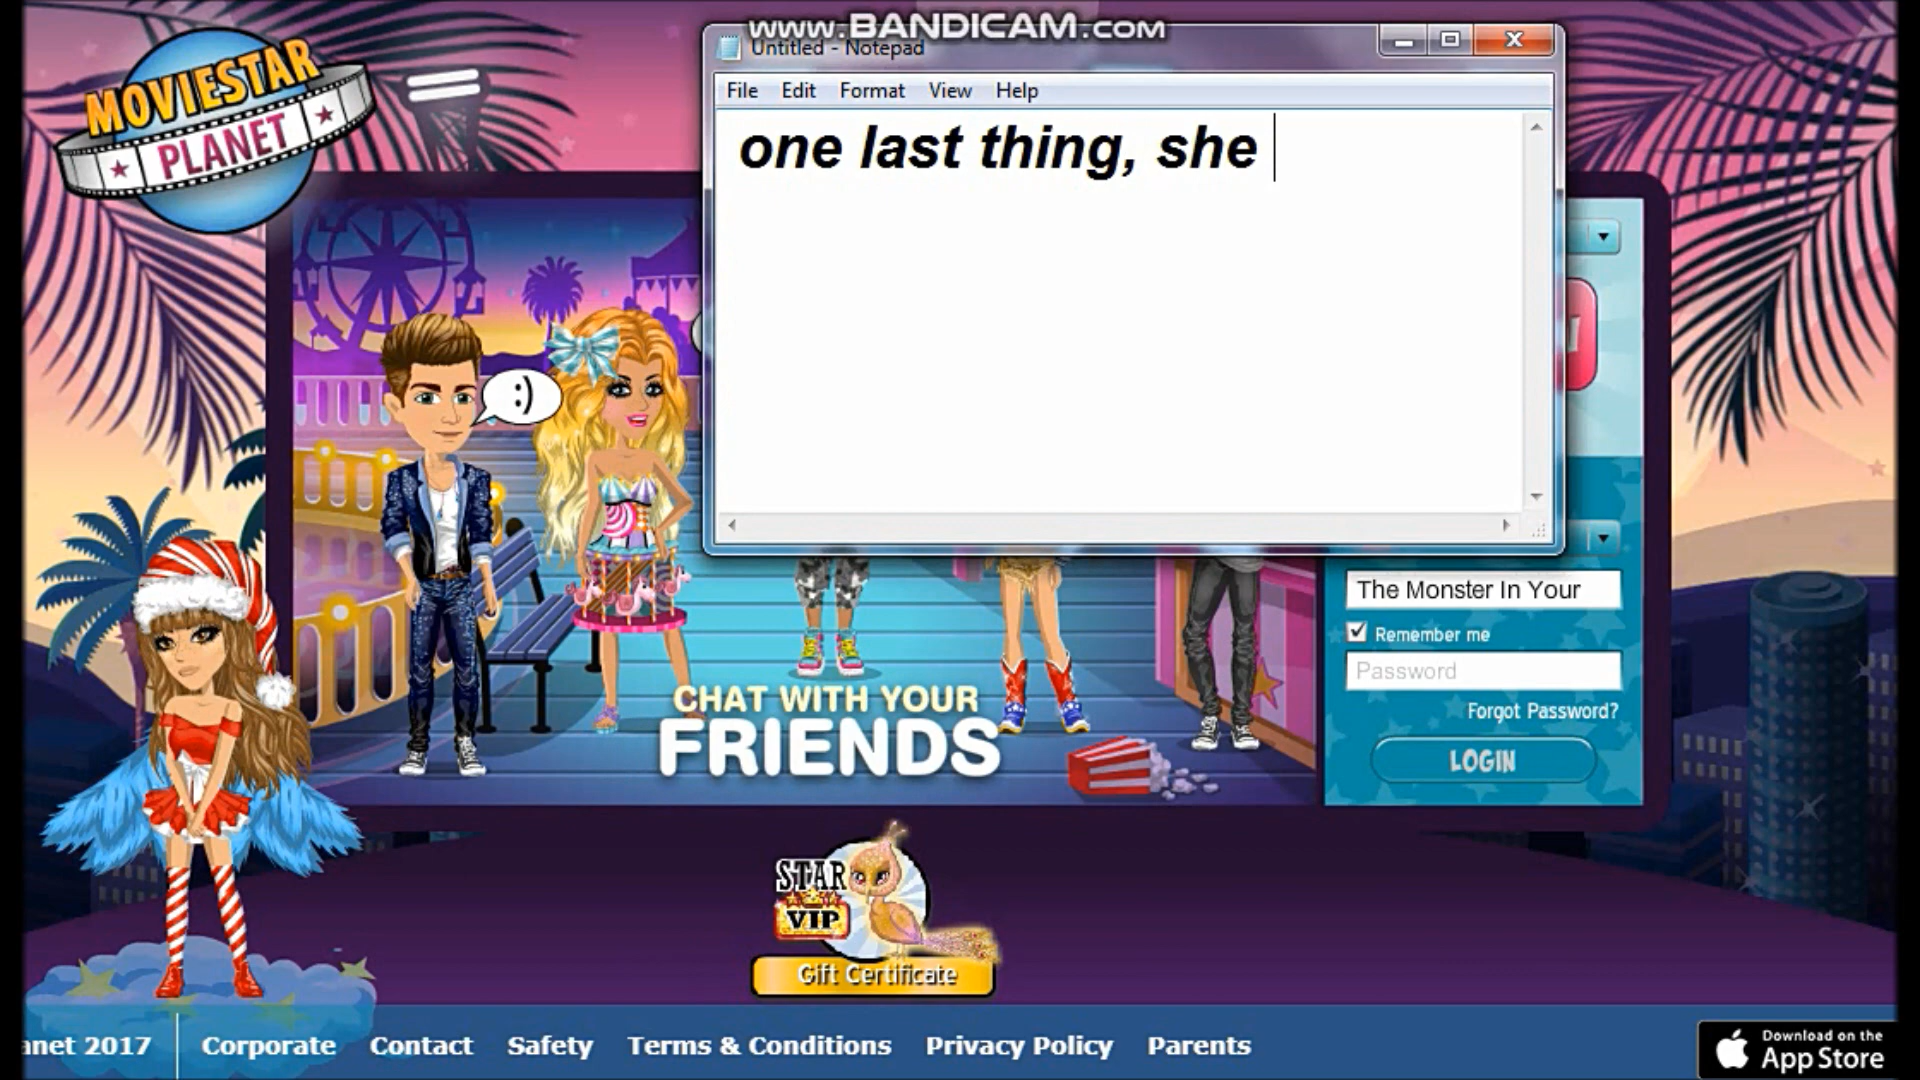 www.BANDICAM.com
Untitled - Notepad
File Edit Format View Help
one last thing, she
MOVIESTAR
PLANET
:)
CHAT WITH YOUR
FRIENDS
The Monster In Your
Remember me
Password
Forgot Password?
LOGIN
STAR
VIP
Gift Certificate
anet 2017 Corporate Contact Safety Terms & Conditions Privacy Policy Parents
Download on the
App Store